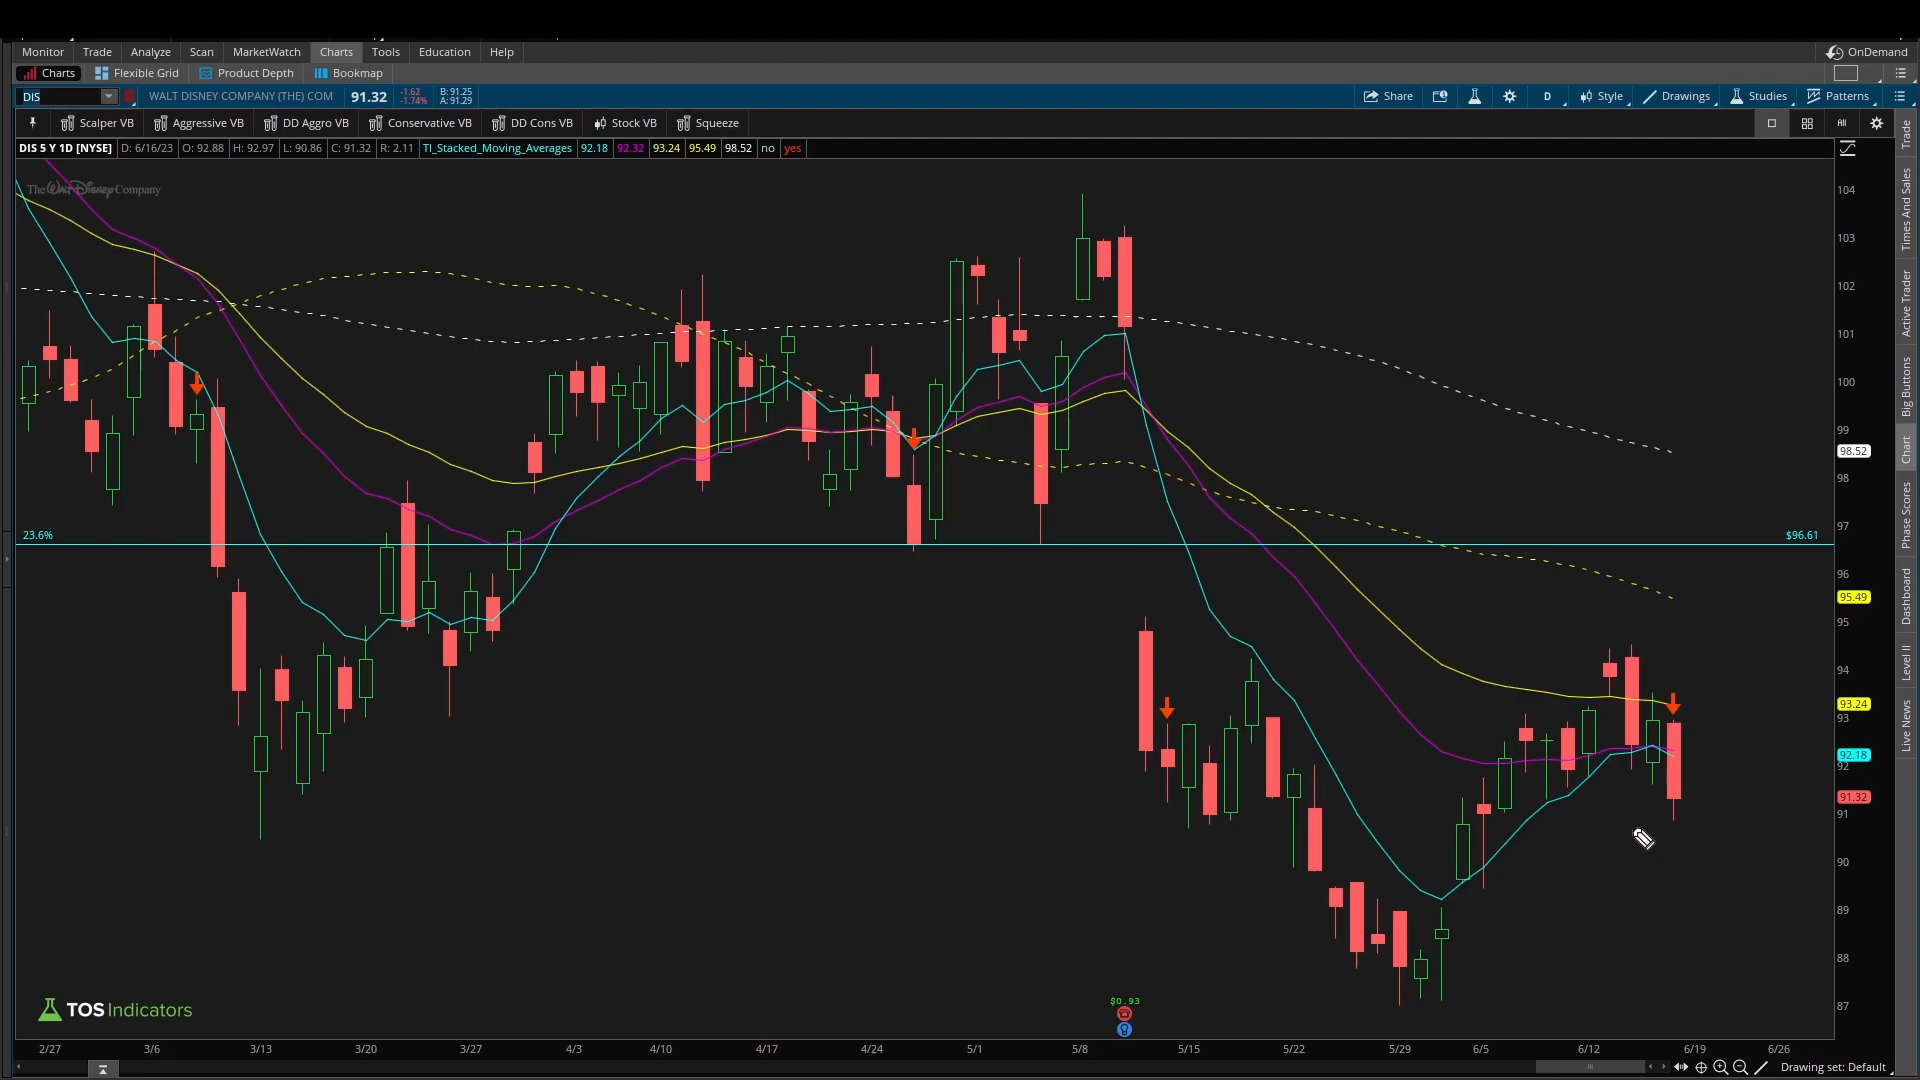 Monitor Trade Analyze Scan MarketWatch Charts Tools Education Help OnDemand
Charts Flexible Grid Product Depth Bookmap
DIS WALT DISNEY COMPANY (THE) COM 91.32 -1.62 B: 91.25 Share D Style Drawings Studies Patterns
-1.74% A: 91.29
Scalper VB Aggressive VB DD Aggro VB Conservative VB DD Cons VB Stock VB Squeeze All
DIS 5 Y 1D [NYSE] D: 6/16/23 O: 92.88 H: 92.97 L: 90.86 C: 91.32 R: 2.11 TI_Stacked_Moving_Averages 92.18 92.32 93.24 95.49 98.52 no yes
The Walt Disney Company
104
103
102
101
100
99
98.52
98
97
23.6% $96.61
96
95.49
95
94
93.24
93
92.18
92
91.32
91
90
89
88
87
$0.93
TOS Indicators
2/27 3/6 3/13 3/20 3/27 4/3 4/10 4/17 4/24 5/1 5/8 5/15 5/22 5/29 6/5 6/12 6/19 6/26
Drawing set: Default
Trade
Times And Sales
Active Trader
Big Buttons
Chart
Phase Scores
Dashboard
Level II
Live News